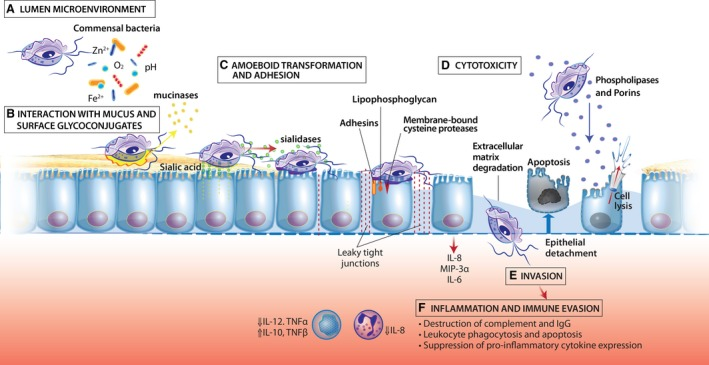 A LUMEN MICROENVIRONMENT
Commensal bacteria
Zn²⁺
O₂
pH
Fe²⁺
mucinases
B INTERACTION WITH MUCUS AND
SURFACE GLYCOCONJUGATES
Sialic acid
C AMOEBOID TRANSFORMATION
AND ADHESION
sialidases
Lipophosphoglycan
Adhesins
Membrane-bound
cysteine proteases
Leaky tight
junctions
D CYTOTOXICITY
Phospholipases
and Porins
Extracellular
matrix
degradation
Apoptosis
Cell
lysis
Epithelial
detachment
IL-8
MIP-3α
IL-6
E INVASION
F INFLAMMATION AND IMMUNE EVASION
• Destruction of complement and IgG
• Leukocyte phagocytosis and apoptosis
• Suppression of pro-inflammatory cytokine expression
⇓IL-12, TNFα
⇑IL-10, TNFβ
⇓IL-8